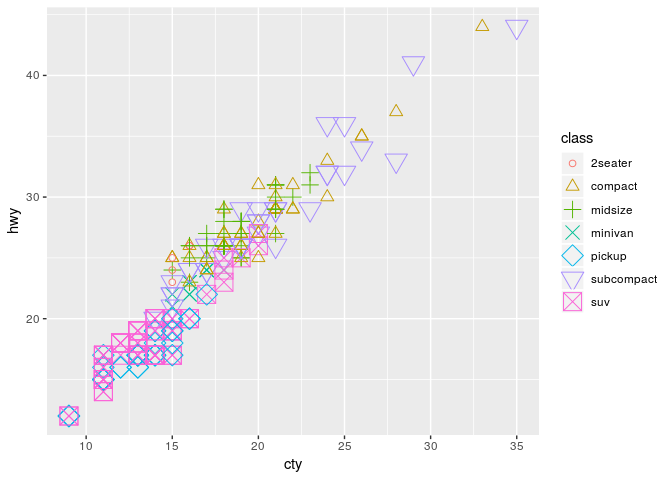 hwy
40
30
20
10
15
20
25
30
35
cty
class
2seater
compact
midsize
minivan
pickup
subcompact
suv